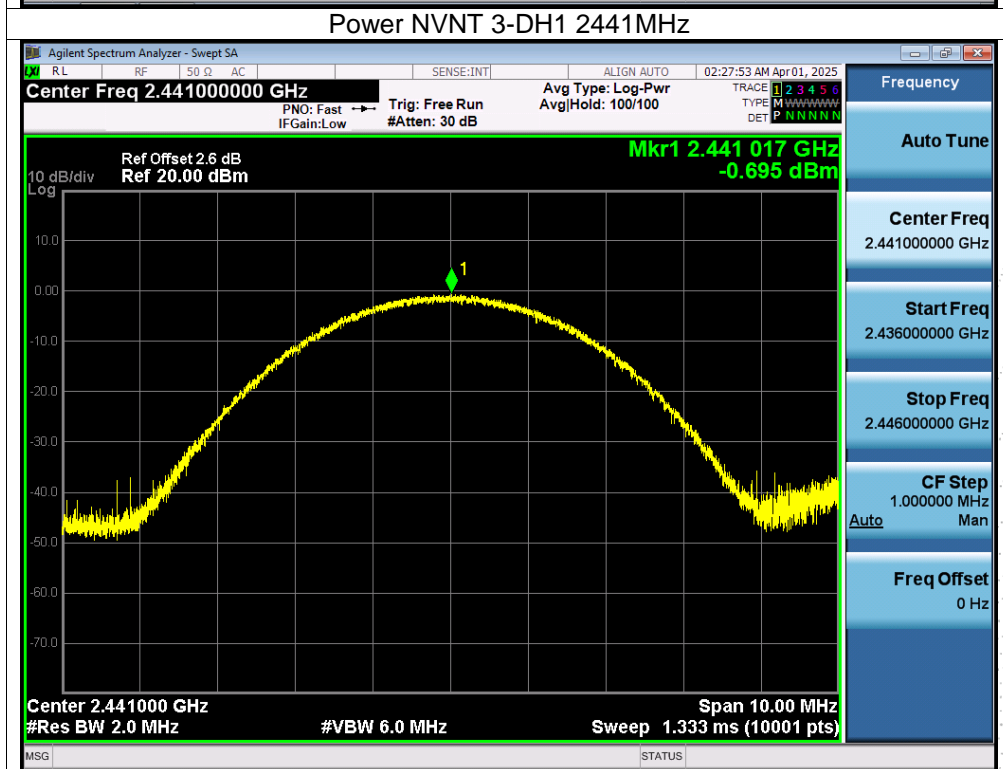 Power NVNT 3-DH1 2441MHz
Agilent Spectrum Analyzer - Swept SA
LXI RL RF 50 Ω AC SENSE:INT ALIGN AUTO 02:27:53 AM Apr 01, 2025
Center Freq 2.441000000 GHz
PNO: Fast
IFGain:Low
Trig: Free Run
#Atten: 30 dB
Avg Type: Log-Pwr
Avg|Hold: 100/100
TRACE 1 2 3 4 5 6
TYPE M WWWWW
DET P N N N N N
Ref Offset 2.6 dB
Ref 20.00 dBm
10 dB/div
Log
Mkr1 2.441 017 GHz
-0.695 dBm
1
10.0
0.00
-10.0
-20.0
-30.0
-40.0
-50.0
-60.0
-70.0
Center 2.441000 GHz
Span 10.00 MHz
#Res BW 2.0 MHz
#VBW 6.0 MHz
Sweep 1.333 ms (10001 pts)
MSG
STATUS
Frequency
Auto Tune
Center Freq
2.441000000 GHz
Start Freq
2.436000000 GHz
Stop Freq
2.446000000 GHz
CF Step
1.000000 MHz
Auto Man
Freq Offset
0 Hz